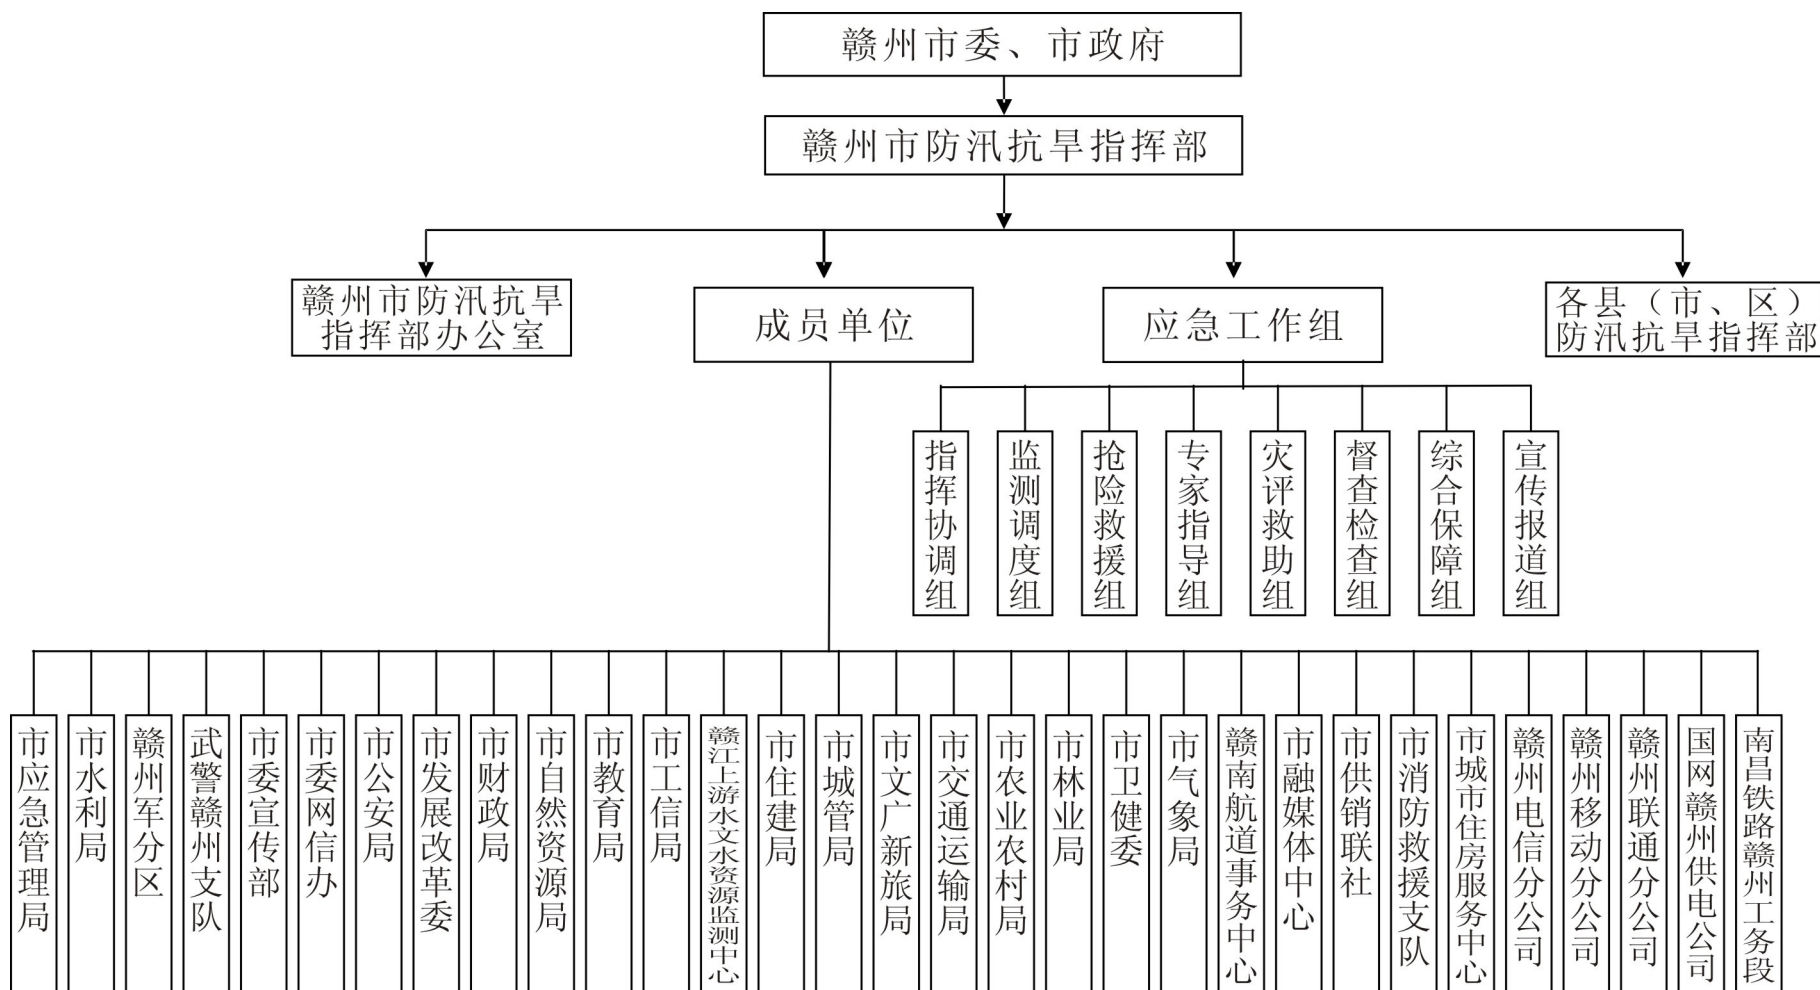 赣州市委、市政府
赣州市防汛抗旱指挥部
赣州市防汛抗旱
指挥部办公室
成员单位
应急工作组
各县（市、区）
防汛抗旱指挥部
指挥协调组
监测调度组
抢险救援组
专家指导组
灾评救助组
督查检查组
综合保障组
宣传报道组
市应急管理局
市水利局
赣州军分区
武警赣州支队
市委宣传部
市委网信办
市公安局
市发展改革委
市财政局
市自然资源局
市教育局
市工信局
赣江上游水文水资源监测中心
市住建局
市城管局
市文广新旅局
市交通运输局
市农业农村局
市林业局
市卫健委
市气象局
赣南航道事务中心
市融媒体中心
市供销联社
市消防救援支队
市城市住房服务中心
赣州电信分公司
赣州移动分公司
赣州联通分公司
国网赣州供电公司
南昌铁路赣州工务段